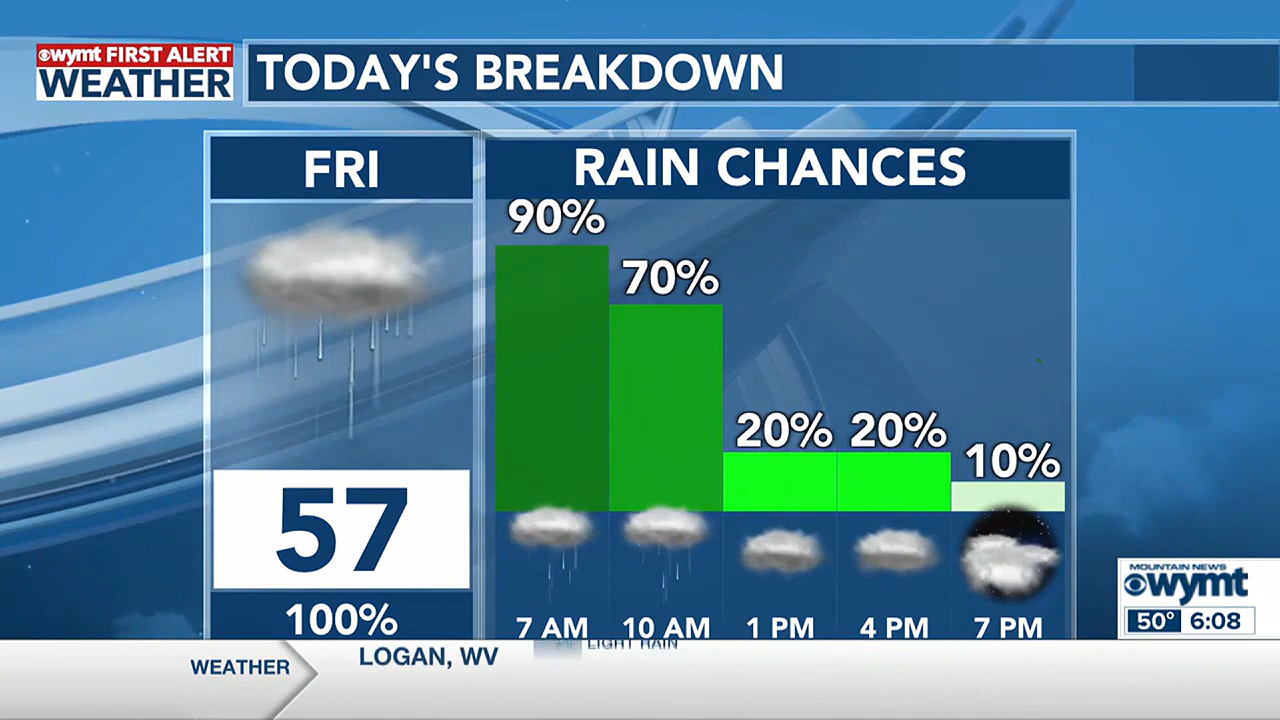 wymt FIRST ALERT
WEATHER
TODAY'S BREAKDOWN
FRI
RAIN CHANCES
90%
70%
20%
20%
10%
57
100%
7 AM
10 AM
1 PM
4 PM
7 PM
MOUNTAIN NEWS
wymt
50° 6:08
WEATHER
LOGAN, WV
LIGHT RAIN